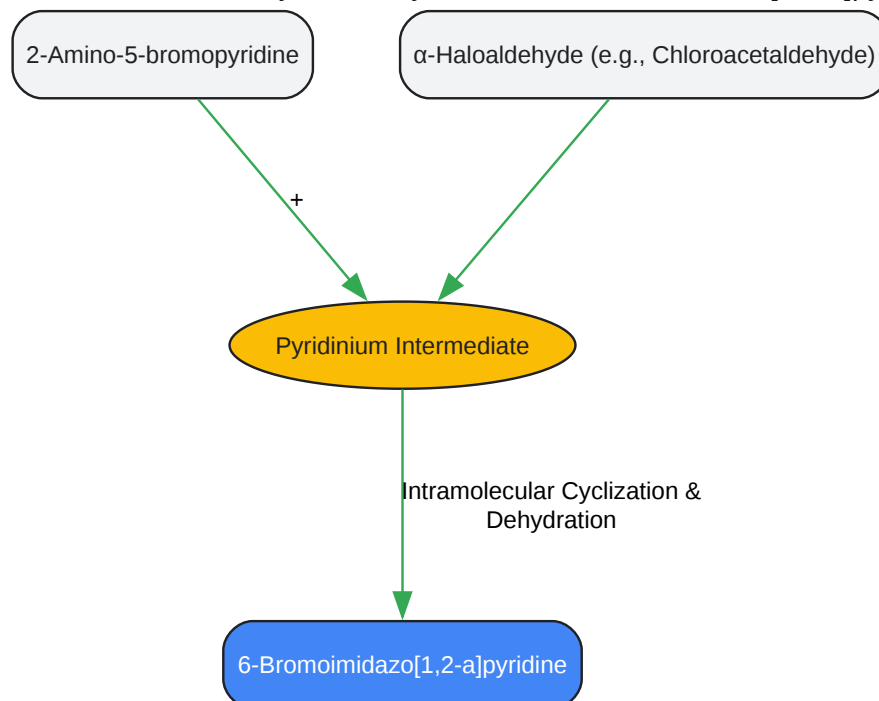 2-Amino-5-bromopyridine
α-Haloaldehyde (e.g., Chloroacetaldehyde)
+
Pyridinium Intermediate
Intramolecular Cyclization &
Dehydration
6-Bromoimidazo[1,2-a]pyridine